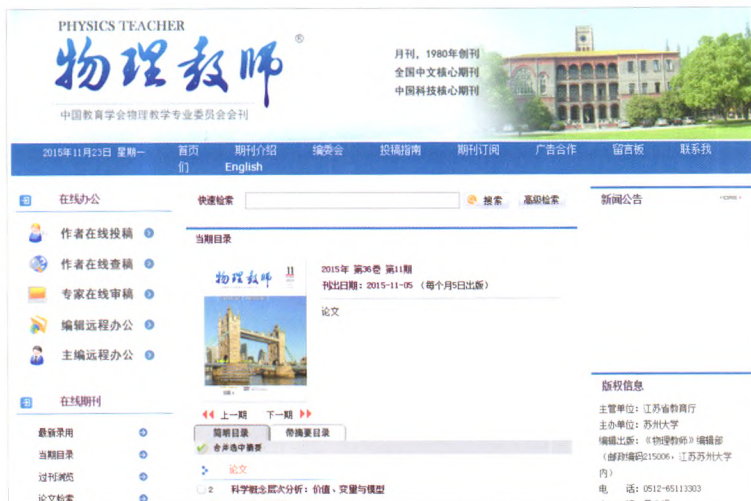 PHYSICS TEACHER
物理教师
®
中国教育学会物理教学专业委员会会刊
月刊，1980年创刊
全国中文核心期刊
中国科技核心期刊
2015年11月23日 星期一 首页 期刊介绍 编委会 投稿指南 期刊订阅 广告合作 留言板 联系我
们 English
在线办公
作者在线投稿
作者在线查稿
专家在线审稿
编辑远程办公
主编远程办公
在线期刊
最新录用
当期目录
过刊浏览
论文检索
快速检索 搜索 高级检索
当期目录
物理教师 11
2015年 第36卷 第11期
刊出日期：2015-11-05 （每个月5日出版）
论文
上一期 下一期
简明目录 带摘要目录
合并选中摘要
论文
2 科学概念层次分析：价值、变量与模型
新闻公告
版权信息
主管单位：江苏省教育厅
主办单位：苏州大学
编辑出版：《物理教师》编辑部
（邮政编码215006，江苏苏州大学
内）
电 话：0512-65113303